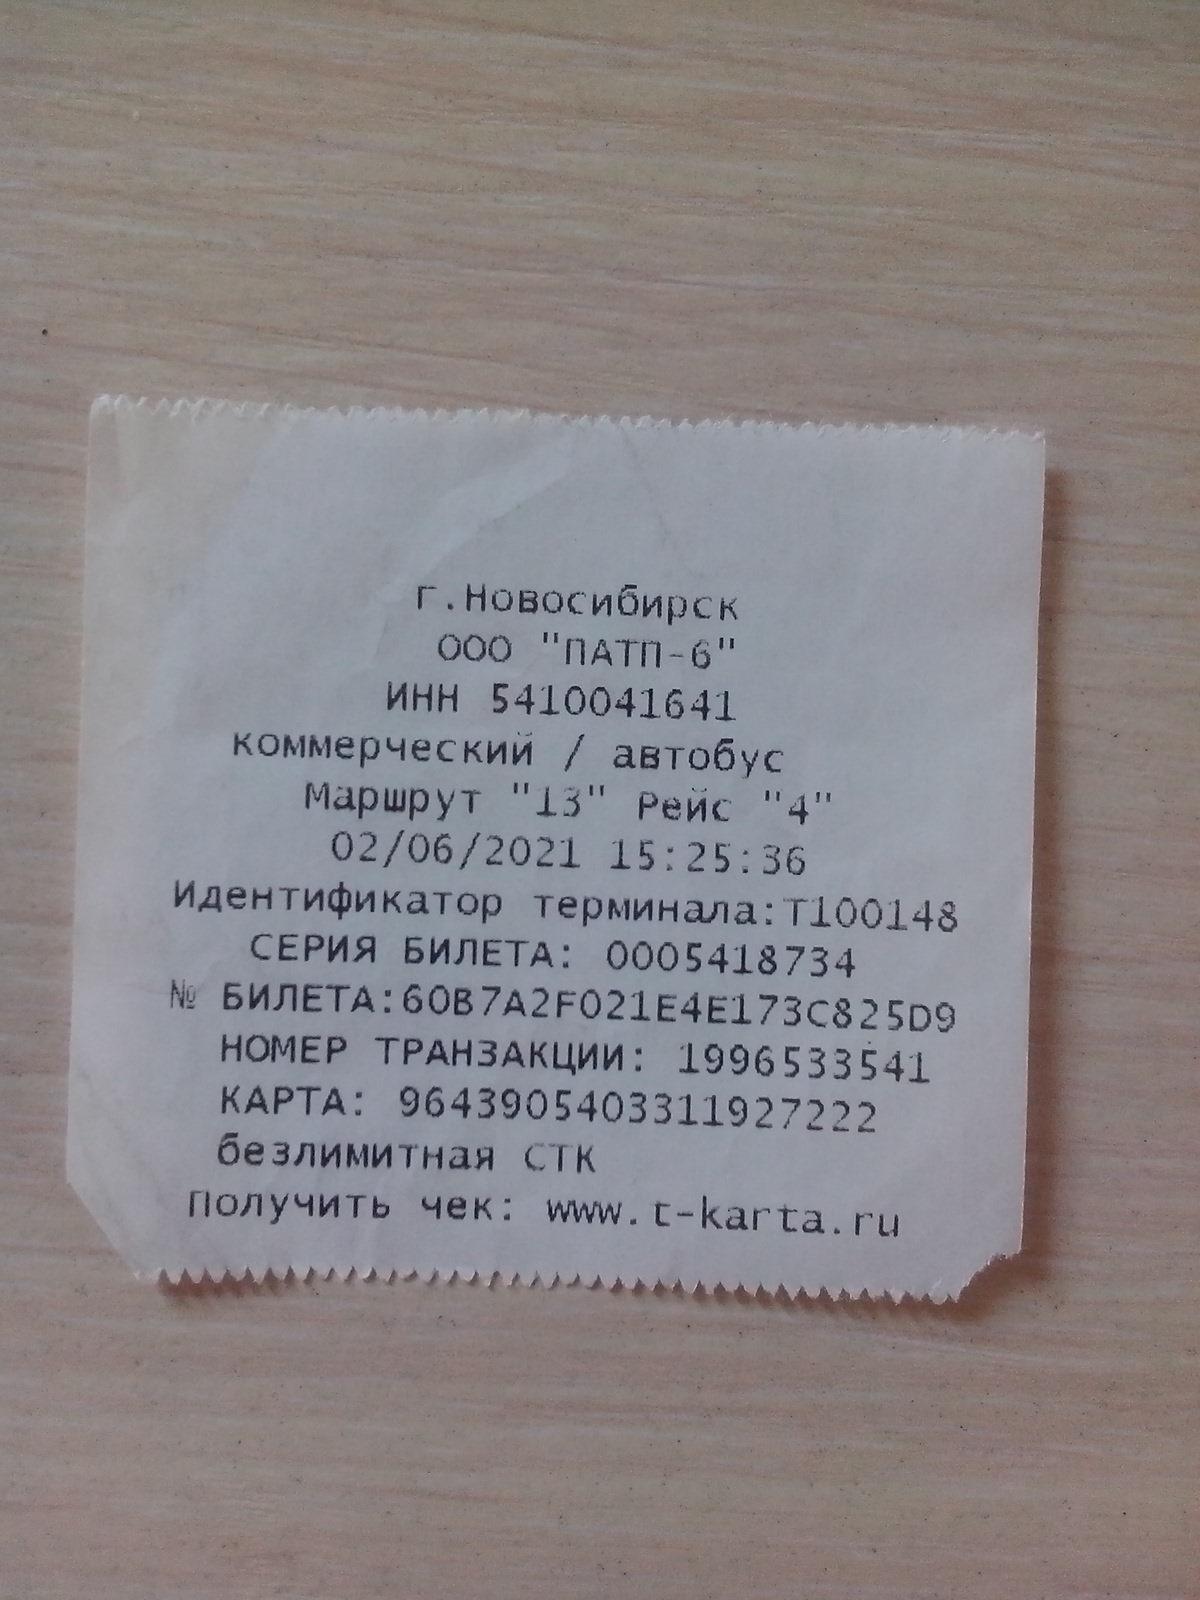 г.Новосибирск
ООО "ПАТП-6"
ИНН 5410041641
коммерческий / автобус
Маршрут "13" Рейс "4"
02/06/2021 15:25:36
Идентификатор терминала:T100148
СЕРИЯ БИЛЕТА: 0005418734
№ БИЛЕТА:60B7A2F021E4E173C825D9
НОМЕР ТРАНЗАКЦИИ: 1996533541
КАРТА: 9643905403311927222
безлимитная СТК
Получить чек: www.t-karta.ru